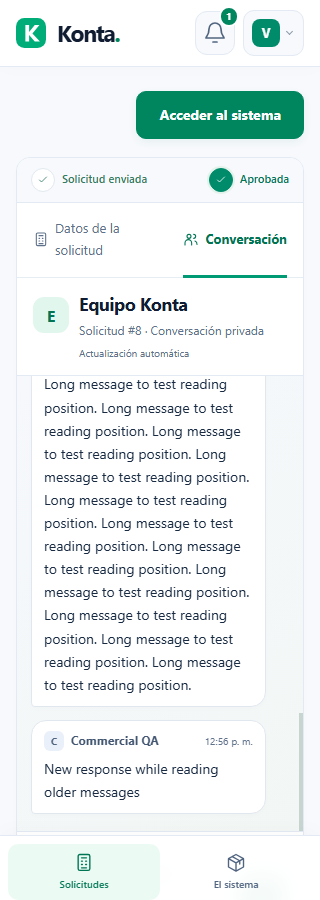 K Konta.
1
V
Acceder al sistema
Solicitud enviada
Aprobada
Datos de la
solicitud
Conversación
E
Equipo Konta
Solicitud #8 · Conversación privada
Actualización automática
Long message to test reading
position. Long message to test
reading position. Long message
to test reading position. Long
message to test reading position.
Long message to test reading
position. Long message to test
reading position. Long message
to test reading position. Long
message to test reading position.
Long message to test reading
position. Long message to test
reading position. Long message
to test reading position.
C Commercial QA 12:56 p. m.
New response while reading
older messages
Solicitudes
El sistema